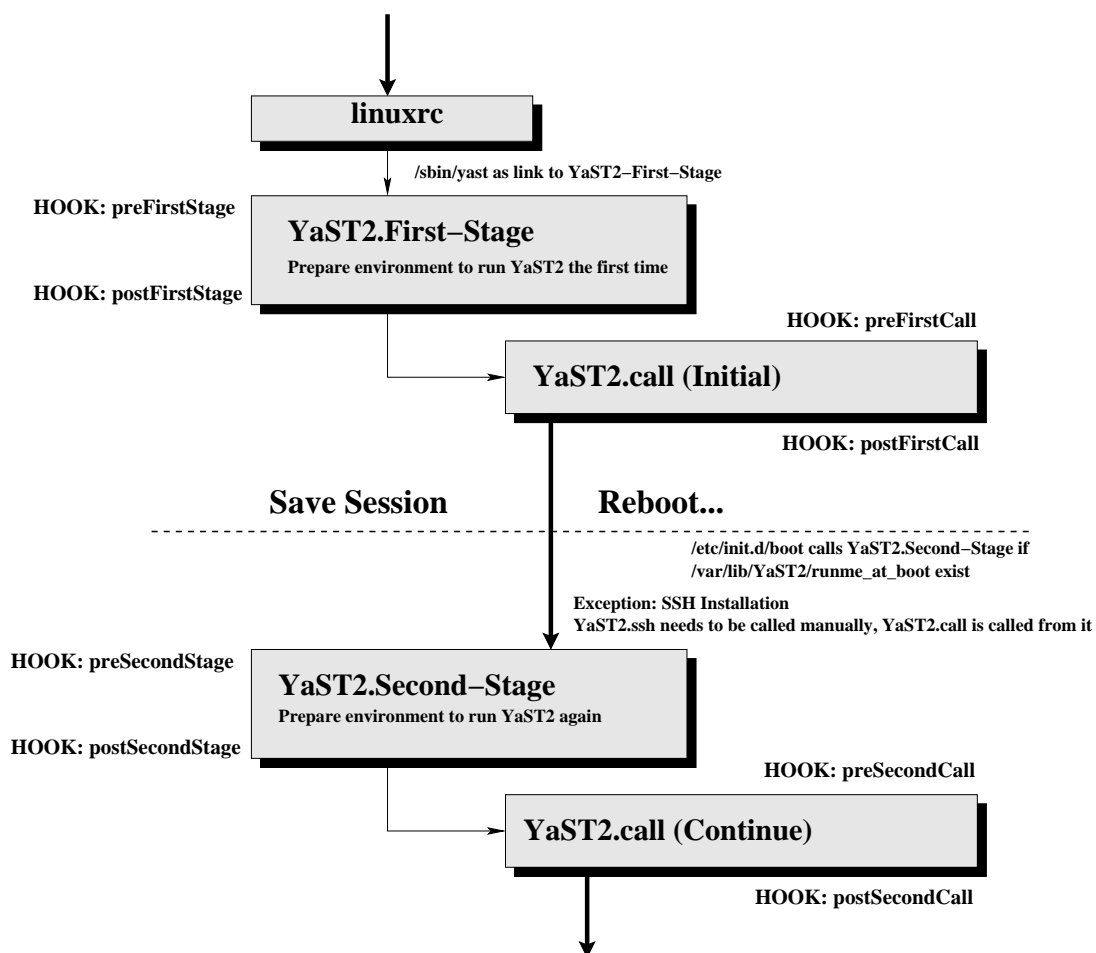 linuxrc
/sbin/yast as link to YaST2−First−Stage
HOOK: preFirstStage
YaST2.First−Stage
Prepare environment to run YaST2 the first time
HOOK: postFirstStage
HOOK: preFirstCall
YaST2.call (Initial)
HOOK: postFirstCall
Save Session
Reboot...
/etc/init.d/boot calls YaST2.Second−Stage if
/var/lib/YaST2/runme_at_boot exist
Exception: SSH Installation
YaST2.ssh needs to be called manually, YaST2.call is called from it
HOOK: preSecondStage
YaST2.Second−Stage
Prepare environment to run YaST2 again
HOOK: postSecondStage
HOOK: preSecondCall
YaST2.call (Continue)
HOOK: postSecondCall